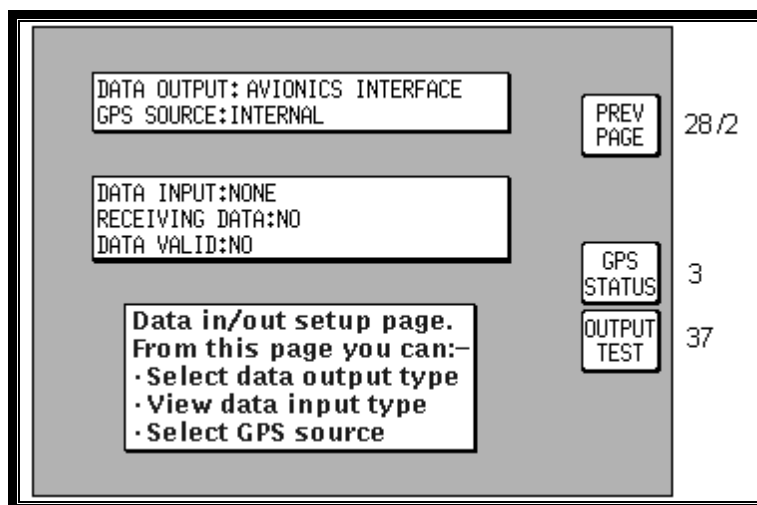 DATA OUTPUT: AVIONICS INTERFACE
GPS SOURCE:INTERNAL
PREV
PAGE
28/2
DATA INPUT:NONE
RECEIVING DATA:NO
DATA VALID:NO
GPS
STATUS
3
OUTPUT
TEST
37
Data in/out setup page.
From this page you can:–
·Select data output type
·View data input type
·Select GPS source